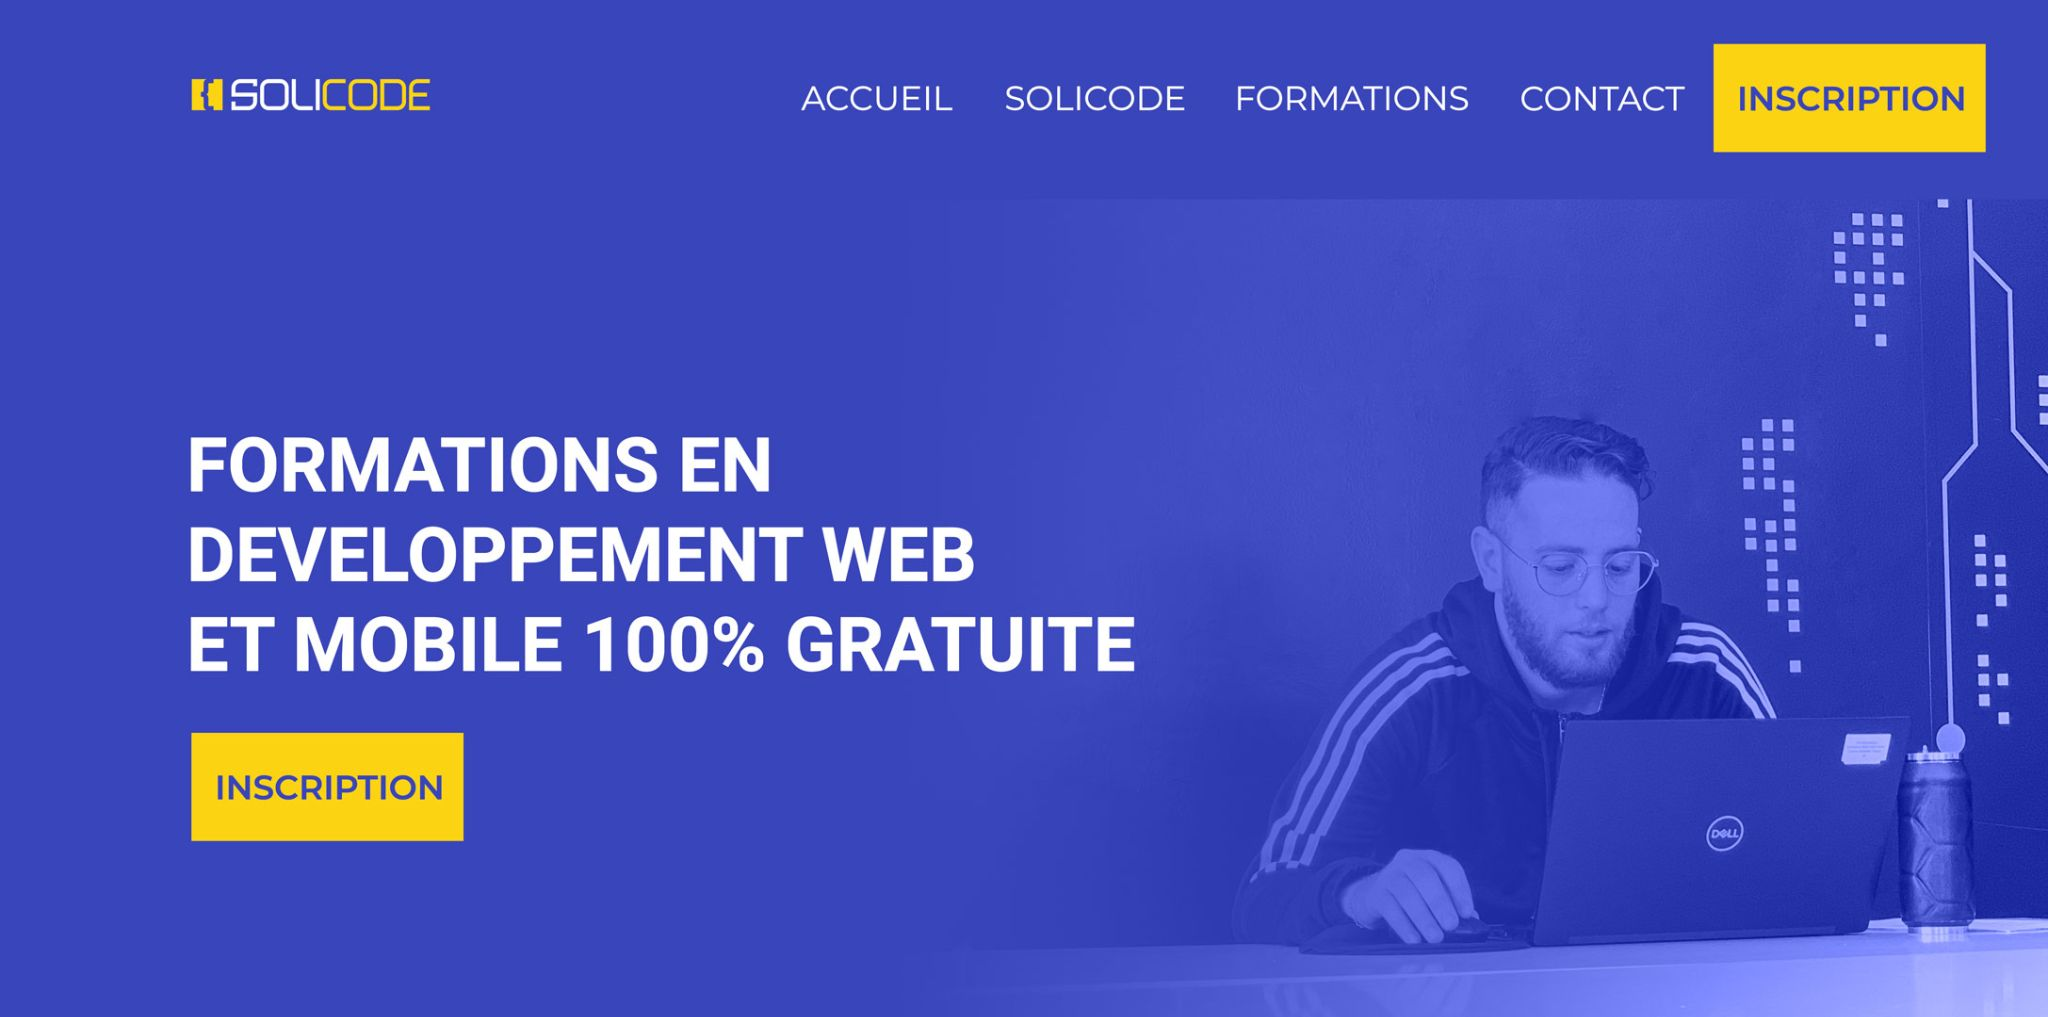 SOLICODE
ACCUEIL SOLICODE FORMATIONS CONTACT INSCRIPTION
FORMATIONS EN
DEVELOPPEMENT WEB
ET MOBILE 100% GRATUITE
INSCRIPTION
DELL